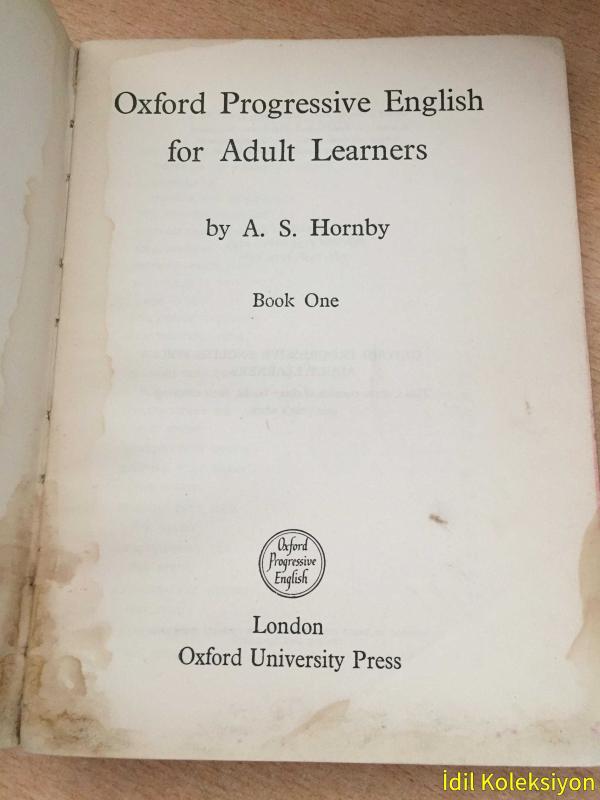 Oxford Progressive English
for Adult Learners
by A. S. Hornby
Book One
Oxford
Progressive
English
London
Oxford University Press
İdil Koleksiyon